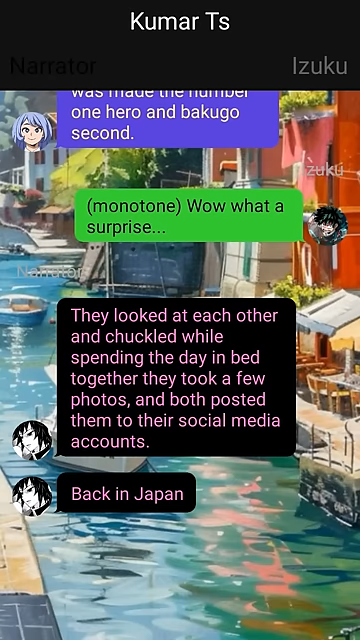 Kumar Ts
Narrator
Izuku
was made the number
one hero and bakugo
second.
Izuku
(monotone) Wow what a
surprise...
Narrator
They looked at each other
and chuckled while
spending the day in bed
together they took a few
photos, and both posted
them to their social media
accounts.
Back in Japan